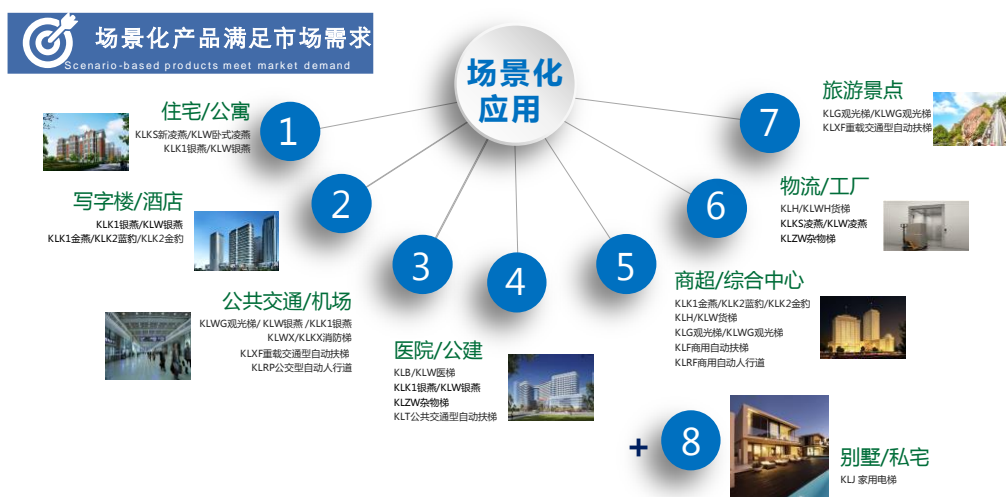 场景化产品满足市场需求
Scenario-based products meet market demand
场景化
应用
住宅/公寓
KLKS新凌燕/KLW卧式凌燕
KLK1银燕/KLW银燕
1
写字楼/酒店
KLK1银燕/KLW银燕
KLK1金燕/KLK2蓝豹/KLK2金豹
2
公共交通/机场
KLWG观光梯/ KLW银燕 /KLK1银燕
KLWX/KLKX消防梯
KLXF重载交通型自动扶梯
KLRP公交型自动人行道
3
医院/公建
KLB/KLW医梯
KLK1银燕/KLW银燕
KLZW杂物梯
KLT公共交通型自动扶梯
4
商超/综合中心
KLK1金燕/KLK2蓝豹/KLK2金豹
KLH/KLW货梯
KLG观光梯/KLWG观光梯
KLF商用自动扶梯
KLRF商用自动人行道
5
物流/工厂
KLH/KLWH货梯
KLKS凌燕/KLW凌燕
KLZW杂物梯
6
旅游景点
KLG观光梯/KLWG观光梯
KLXF重载交通型自动扶梯
7
+
8
别墅/私宅
KLJ 家用电梯